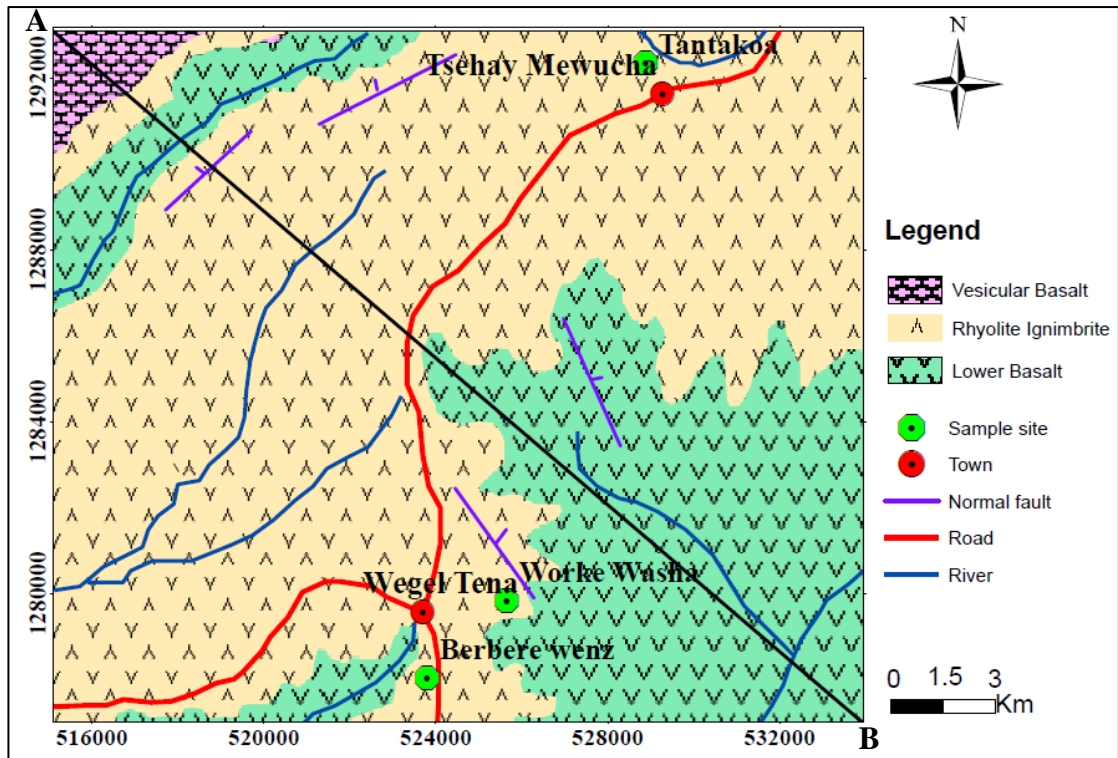 A
N
Tantakoa
Tsehay Mewucha
1292000
1288000
1284000
1280000
Legend
Vesicular Basalt
Rhyolite Ignimbrite
Lower Basalt
Sample site
Town
Normal fault
Road
River
Wegel Tena
Worke Washa
Berbere wenz
0 1.5 3
Km
516000 520000 524000 528000 532000
B